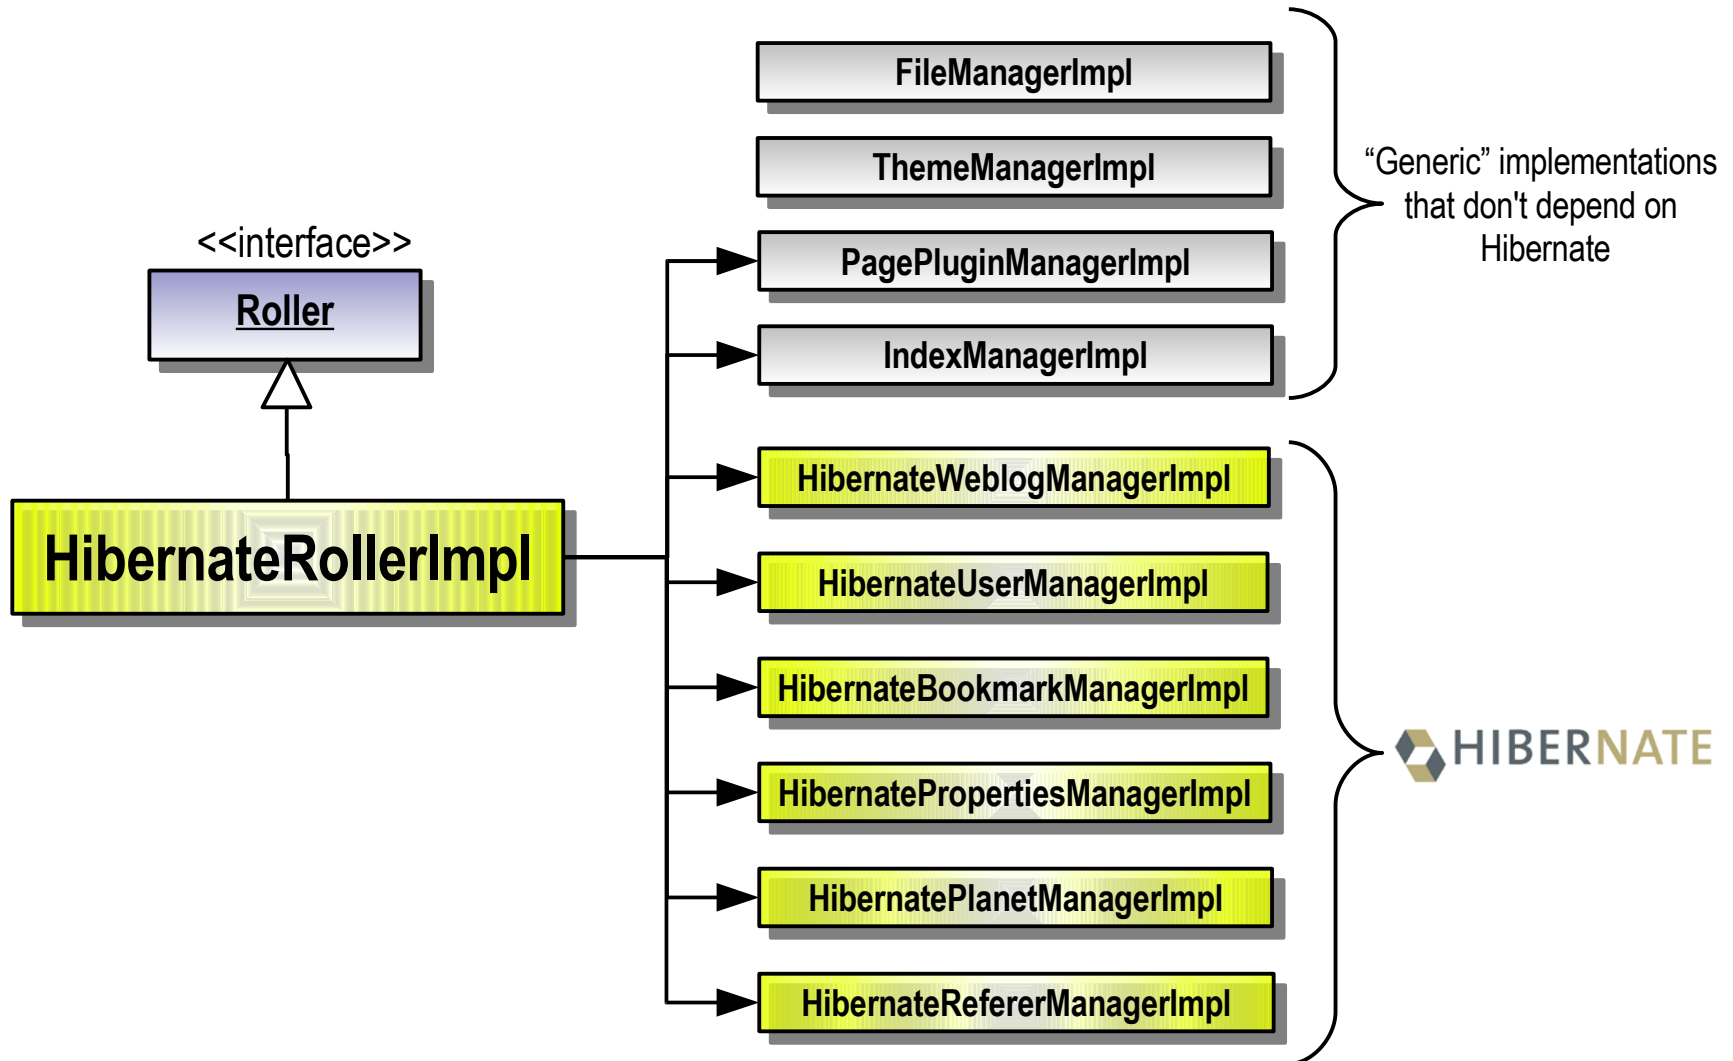 FileManagerImpl
ThemeManagerImpl
PagePluginManagerImpl
IndexManagerImpl
“Generic” implementations
that don't depend on
Hibernate
<<interface>>
Roller
HibernateRollerImpl
HibernateWeblogManagerImpl
HibernateUserManagerImpl
HibernateBookmarkManagerImpl
HibernatePropertiesManagerImpl
HibernatePlanetManagerImpl
HibernateRefererManagerImpl
HIBERNATE